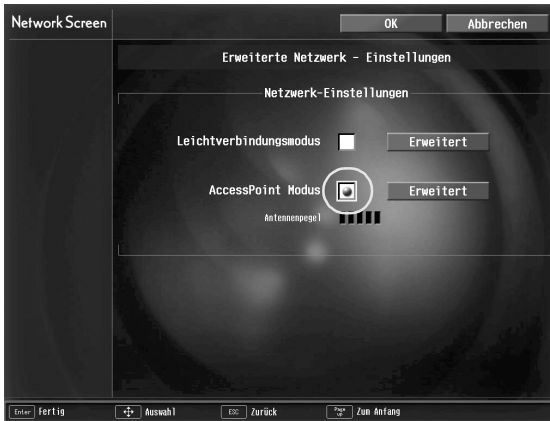 Network Screen
OK Abbrechen
Erweiterte Netzwerk - Einstellungen
Netzwerk-Einstellungen
Leichtverbindungsmodus Erweitert
AccessPoint Modus Erweitert
Antennenpegel
Enter Fertig Auswahl ESC Zurück Page up Zum Anfang